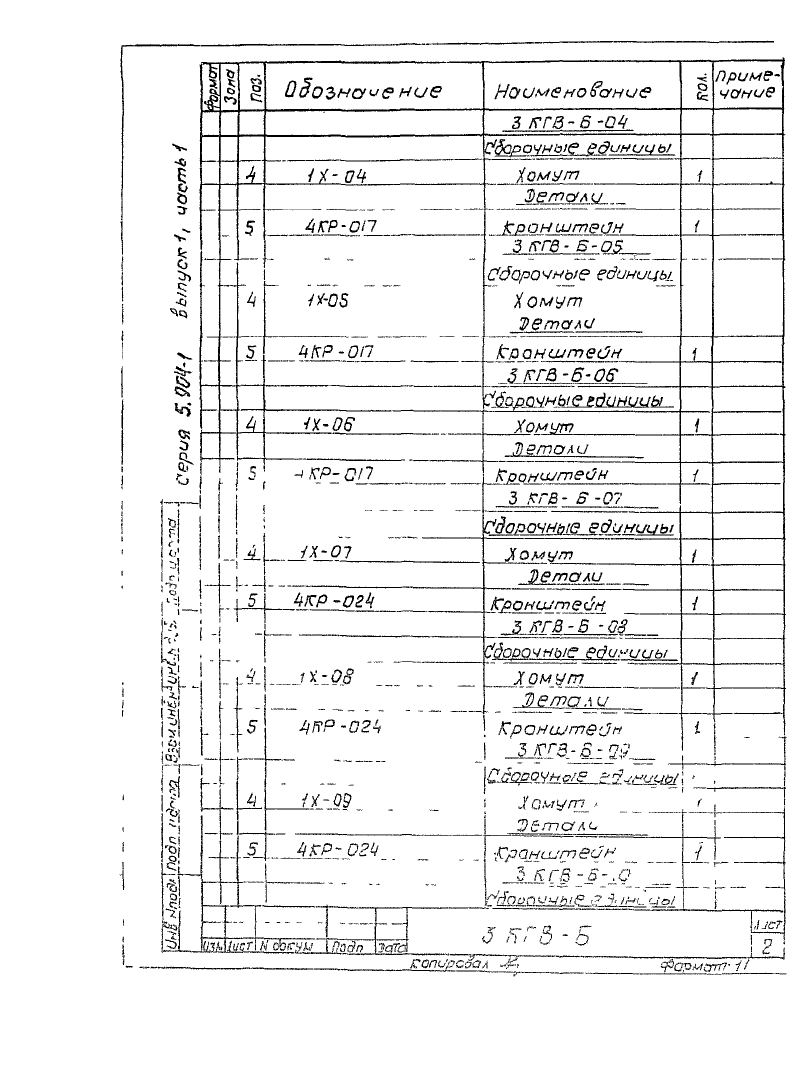 Формат Зона Поз. Обозначение Наименование Кол. Приме-
чание
3 КГВ-Б-04
Сборочные единицы
4 1Х-04 Хомут 1
Детали
5 4КР-017 Кронштейн 1
3 КГВ-Б-05
Сборочные единицы
4 1Х-05 Хомут
Детали
5 4КР-017 Кронштейн 1
3 КГВ-Б-06
Сборочные единицы
4 1Х-06 Хомут 1
Детали
5 4КР-017 Кронштейн 1
3 КГВ-Б-07
Сборочные единицы
4 1Х-07 Хомут 1
Детали
5 4КР-024 Кронштейн 1
3 КГВ-Б-08
Сборочные единицы
4 1Х-08 Хомут 1
Детали
5 4КР-024 Кронштейн 1
3 КГВ-Б-09
Сборочные единицы
4 1Х-09 Хомут 1
Детали
5 4КР-024 Кронштейн 1
3 КГВ-Б-10
Сборочные единицы
Изм Лист N докум Подп Дата
3 КГВ-Б
Лист
2
Копировал
Формат 11
Серия 5.904-1 выпуск 1, часть 1
Инв N подл Подп и дата Взам инв N Инв N дубл Подп и дата